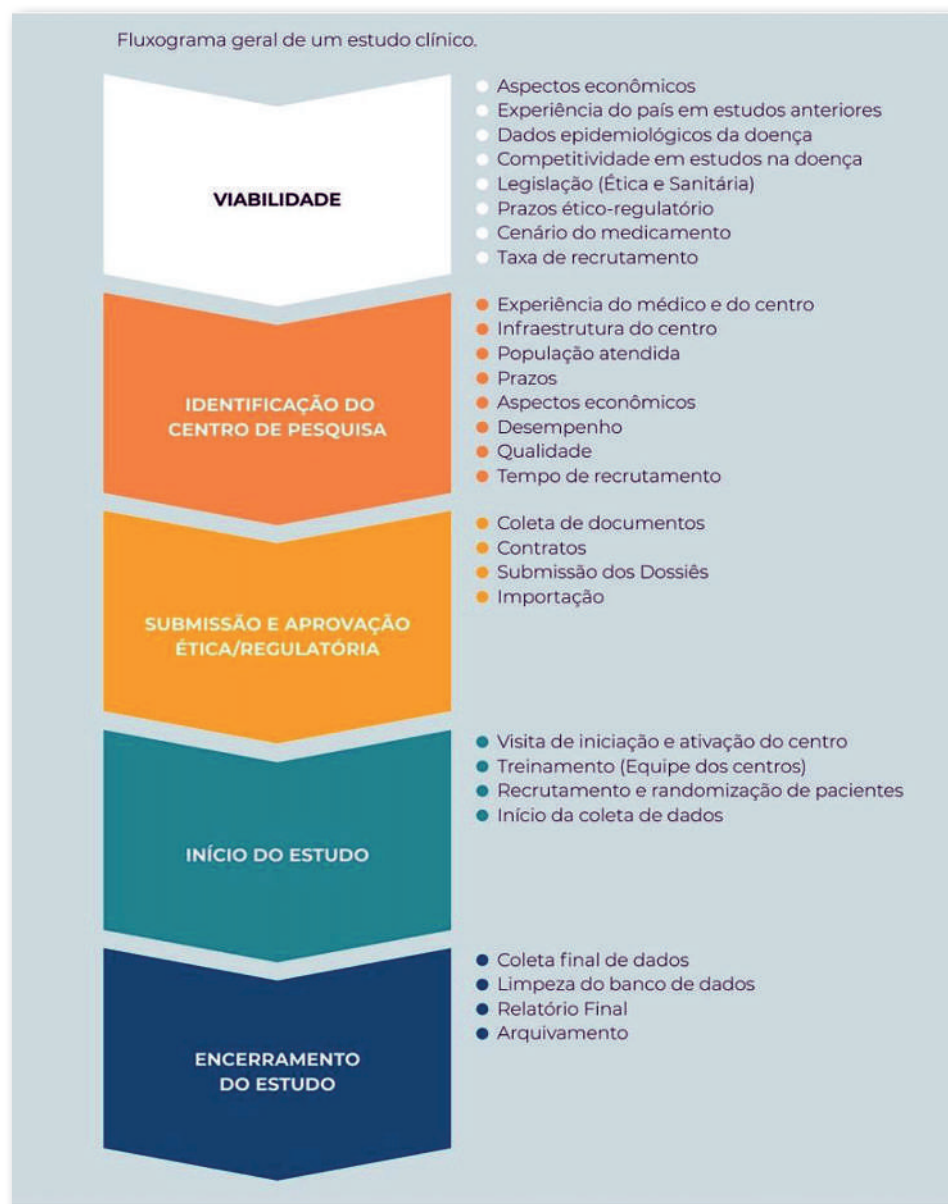 Fluxograma geral de um estudo clínico.
VIABILIDADE
Aspectos econômicos
Experiência do país em estudos anteriores
Dados epidemiológicos da doença
Competitividade em estudos na doença
Legislação (Ética e Sanitária)
Prazos ético-regulatório
Cenário do medicamento
Taxa de recrutamento
IDENTIFICAÇÃO DO
CENTRO DE PESQUISA
Experiência do médico e do centro
Infraestrutura do centro
População atendida
Prazos
Aspectos econômicos
Desempenho
Qualidade
Tempo de recrutamento
SUBMISSÃO E APROVAÇÃO
ÉTICA/REGULATÓRIA
Coleta de documentos
Contratos
Submissão dos Dossiês
Importação
INÍCIO DO ESTUDO
Visita de iniciação e ativação do centro
Treinamento (Equipe dos centros)
Recrutamento e randomização de pacientes
Início da coleta de dados
ENCERRAMENTO
DO ESTUDO
Coleta final de dados
Limpeza do banco de dados
Relatório Final
Arquivamento